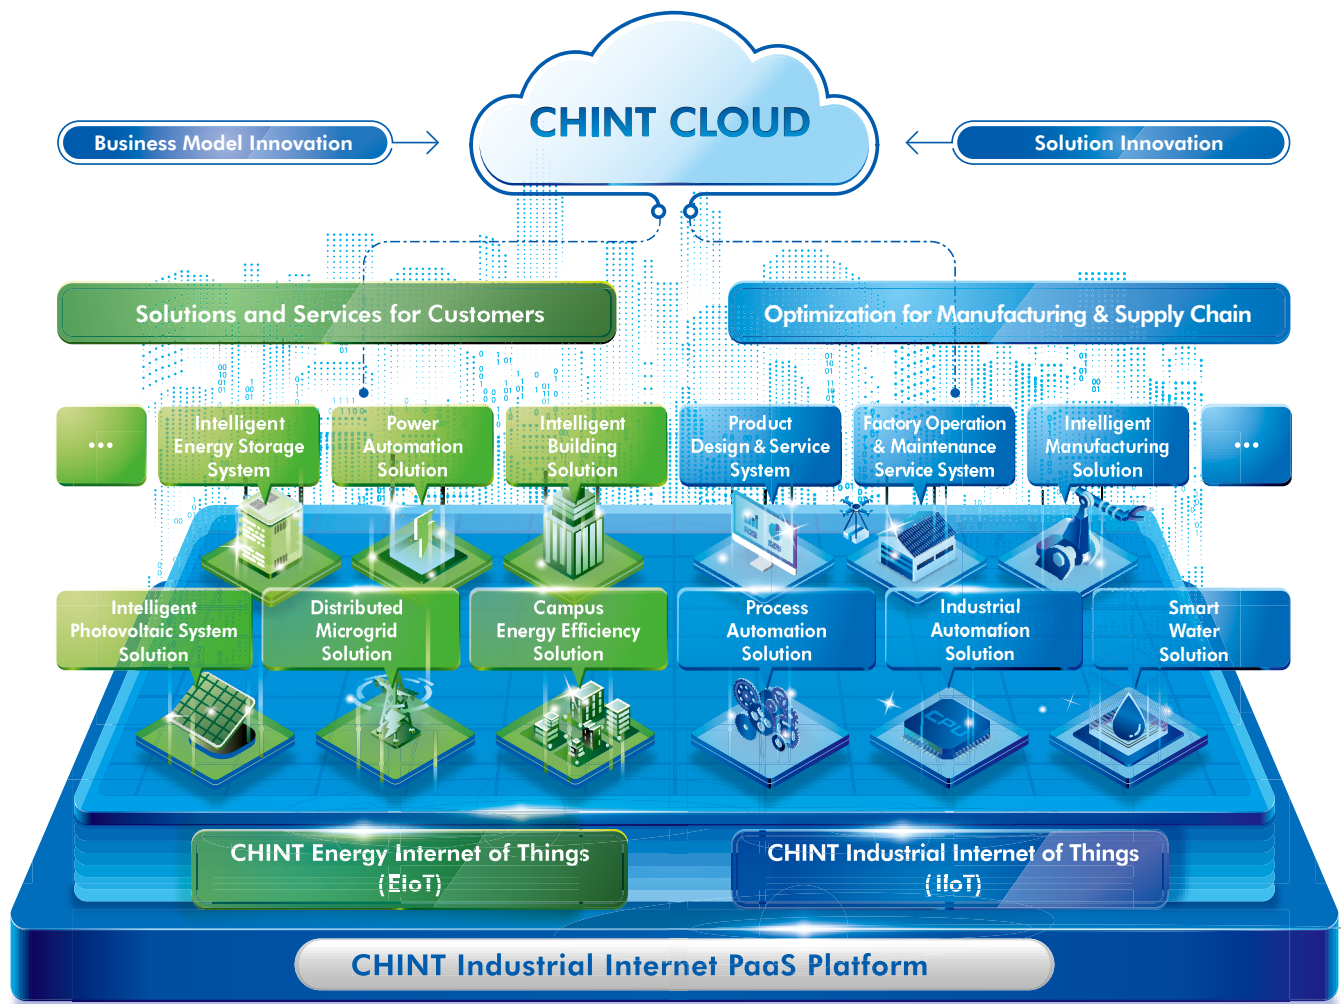 CHINT CLOUD
Business Model Innovation
Solution Innovation
Solutions and Services for Customers
Optimization for Manufacturing & Supply Chain
...
Intelligent
Energy Storage
System
Power
Automation
Solution
Intelligent
Building
Solution
Product
Design & Service
System
Factory Operation
& Maintenance
Service System
Intelligent
Manufacturing
Solution
...
Intelligent
Photovoltaic System
Solution
Distributed
Microgrid
Solution
Campus
Energy Efficiency
Solution
Process
Automation
Solution
Industrial
Automation
Solution
Smart
Water
Solution
CPU
CHINT Energy Internet of Things
(EIoT)
CHINT Industrial Internet of Things
(IIoT)
CHINT Industrial Internet PaaS Platform